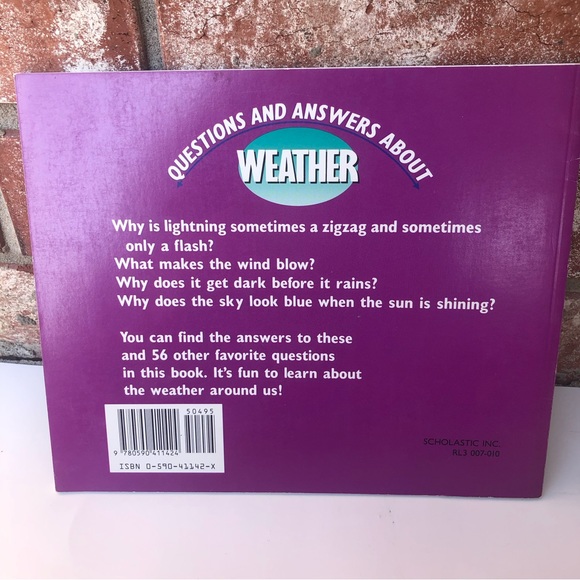 QUESTIONS AND ANSWERS ABOUT
WEATHER
Why is lightning sometimes a zigzag and sometimes
only a flash?
What makes the wind blow?
Why does it get dark before it rains?
Why does the sky look blue when the sun is shining?
You can find the answers to these
and 56 other favorite questions
in this book. It's fun to learn about
the weather around us!
50495
9 780590 411424
ISBN 0-590-41142-X
SCHOLASTIC INC.
RL3 007-010